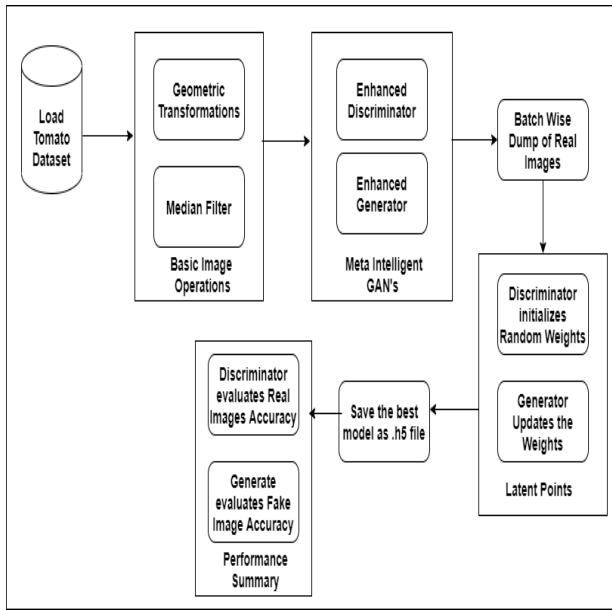 Load
Tomato
Dataset
Geometric
Transformations
Median Filter
Basic Image
Operations
Enhanced
Discriminator
Enhanced
Generator
Meta Intelligent
GAN's
Batch Wise
Dump of Real
Images
Discriminator
initializes
Random Weights
Generator
Updates the
Weights
Latent Points
Save the best
model as .h5 file
Discriminator
evaluates Real
Images Accuracy
Generate
evaluates Fake
Image Accuracy
Performance
Summary